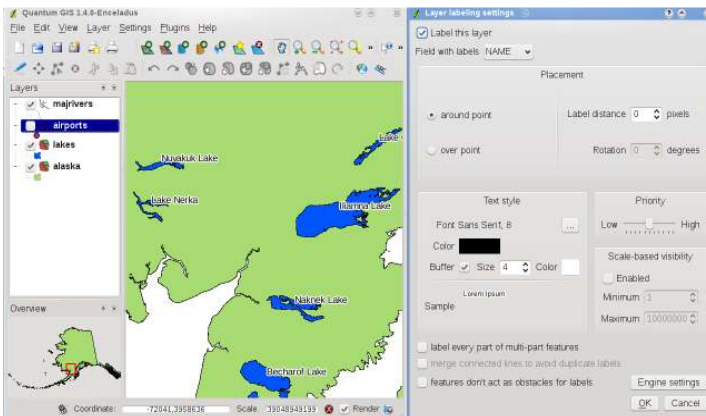 Quantum GIS 1.4.0-Enceladus
File Edit View Layer Settings Plugins Help
Layers
majrivers
airports
lakes
alaska
Overview
Nuyakuk Lake
Lake Nerka
Lake
Iliamna Lake
Naknek Lake
Becharof Lake
Coordinate: -72041,3958636 Scale 39048949199 Render
Layer labeling settings
Label this layer
Field with labels NAME
Placement
around point Label distance 0 pixels
over point Rotation 0 degrees
Text style
Font Sans Serif, 8 ...
Color
Buffer Size 4 Color
Lorem Ipsum
Sample
Priority
Low High
Scale-based visibility
Enabled
Minimum 1
Maximum 10000000
label every part of multi-part features
merge connected lines to avoid duplicate labels
features don't act as obstacles for labels Engine settings
OK Cancel